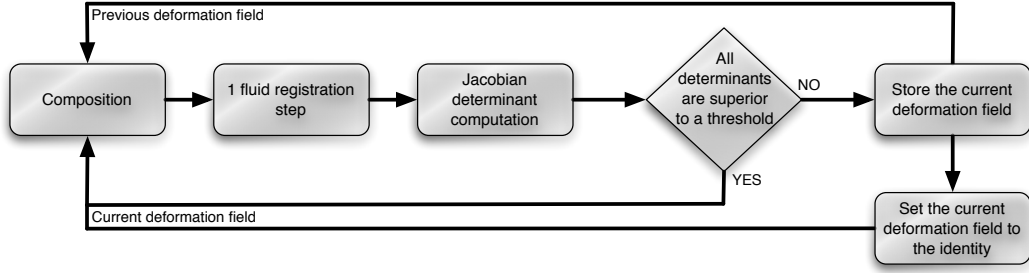 Previous deformation field
Composition
1 fluid registration
step
Jacobian
determinant
computation
All
determinants
are superior
to a threshold
NO
Store the current
deformation field
YES
Current deformation field
Set the current
deformation field to
the identity